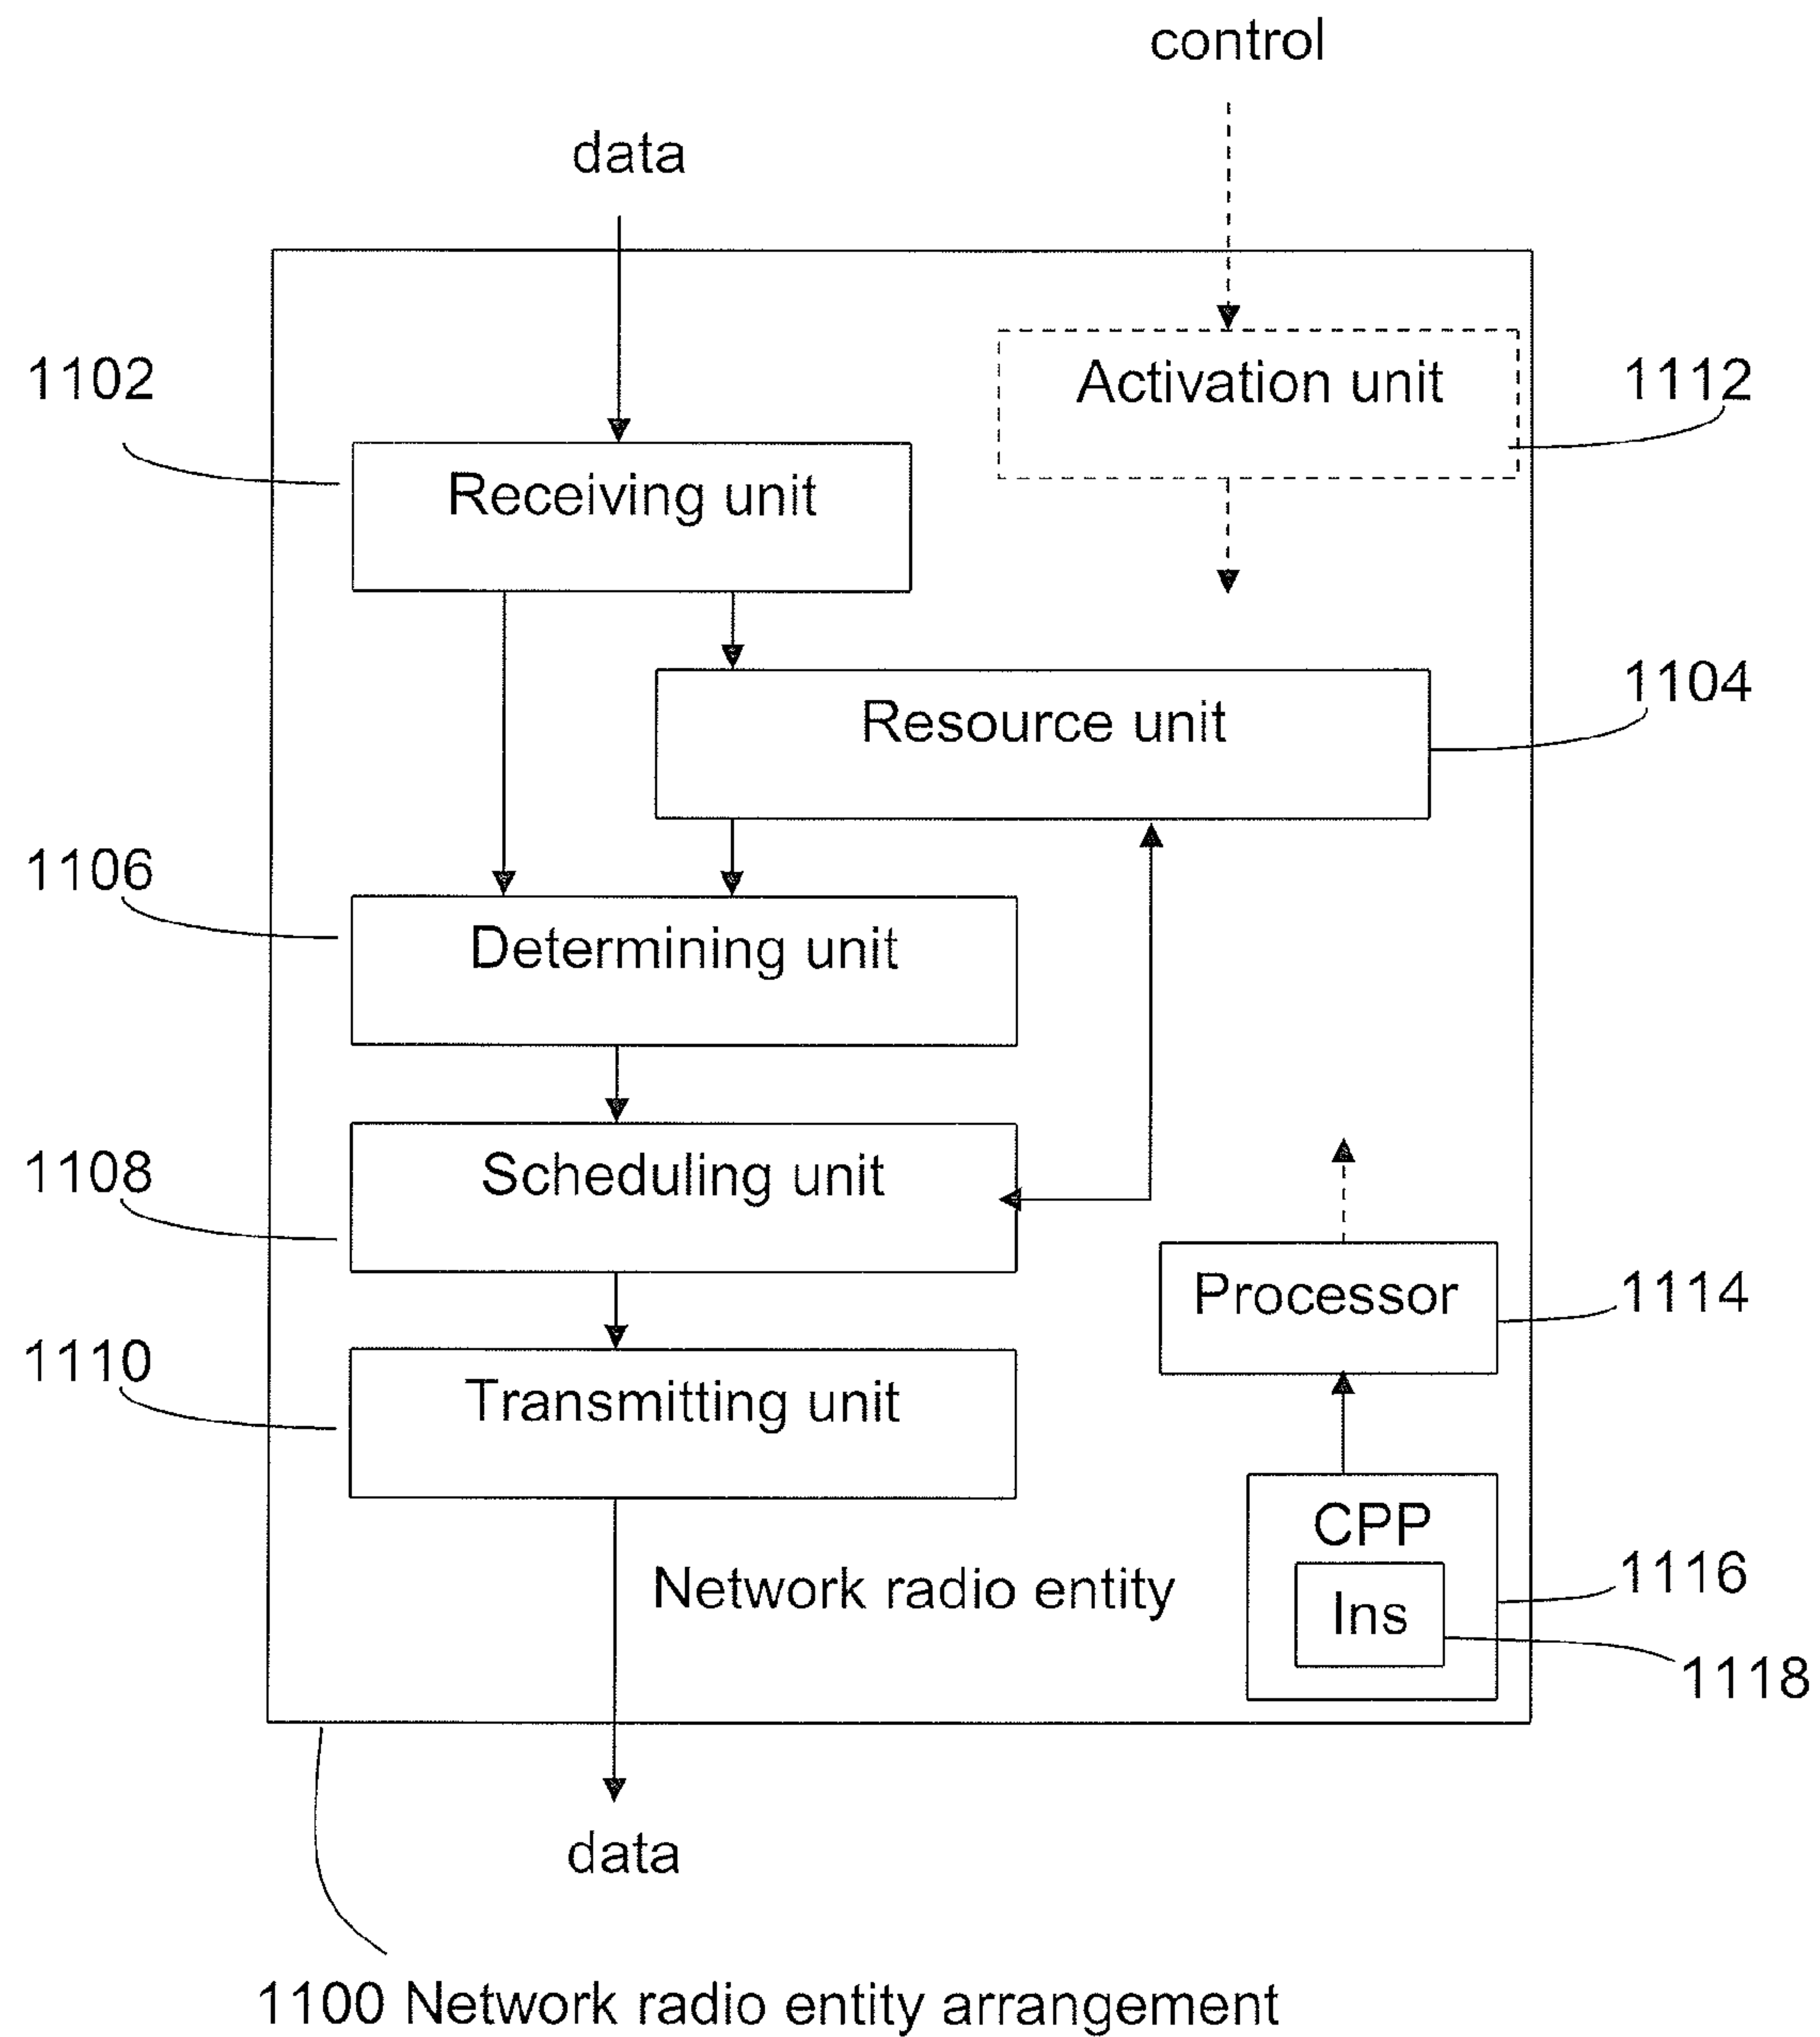 control
data
1102
Activation unit
1112
Receiving unit
1104
Resource unit
1106
Determining unit
1108
Scheduling unit
Processor
1114
1110
Transmitting unit
CPP
1116
Network radio entity
Ins
1118
data
1100 Network radio entity arrangement